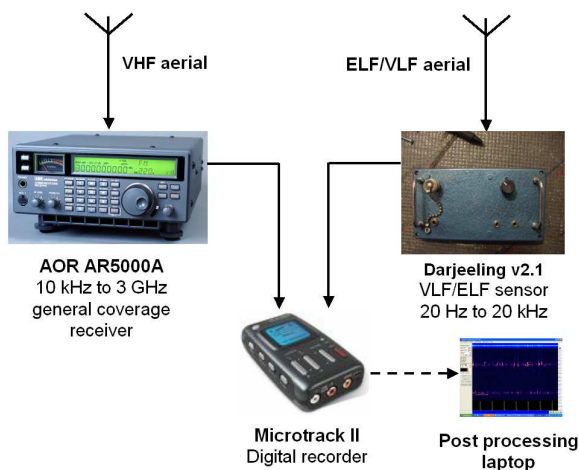 VHF aerial
ELF/VLF aerial
AOR AR5000A
10 kHz to 3 GHz
general coverage
receiver
Darjeeling v2.1
VLF/ELF sensor
20 Hz to 20 kHz
Microtrack II
Digital recorder
Post processing
laptop